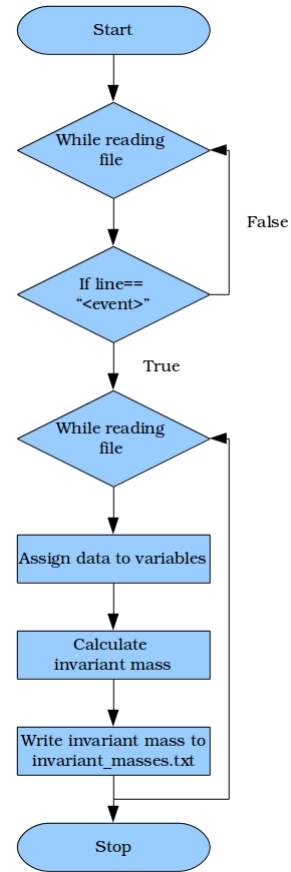 Start
While reading
file
False
If line==
“<event>”
True
While reading
file
Assign data to variables
Calculate
invariant mass
Write invariant mass to
invariant_masses.txt
Stop